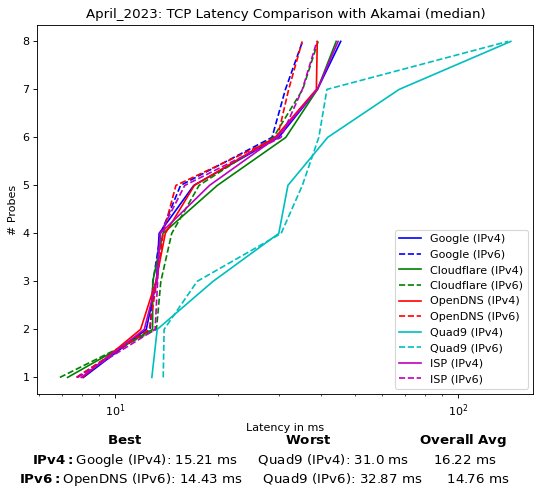 April_2023: TCP Latency Comparison with Akamai (median)
8
7
6
5
4
3
2
1
# Probes
Google (IPv4)
Google (IPv6)
Cloudflare (IPv4)
Cloudflare (IPv6)
OpenDNS (IPv4)
OpenDNS (IPv6)
Quad9 (IPv4)
Quad9 (IPv6)
ISP (IPv4)
ISP (IPv6)
10¹ 10²
Latency in ms
Best Worst Overall Avg
IPv4: Google (IPv4): 15.21 ms Quad9 (IPv4): 31.0 ms 16.22 ms
IPv6: OpenDNS (IPv6): 14.43 ms Quad9 (IPv6): 32.87 ms 14.76 ms